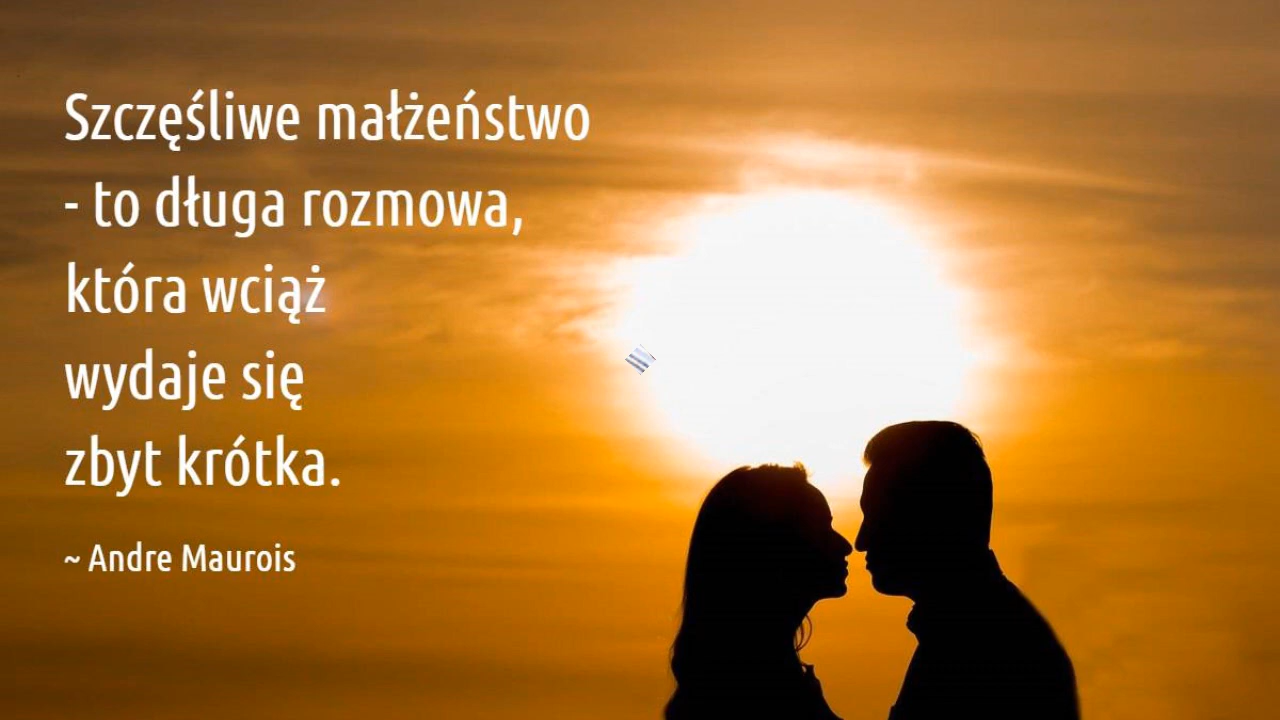 Szczęśliwe małżeństwo
- to długa rozmowa,
która wciąż
wydaje się
zbyt krótka.
~ Andre Maurois